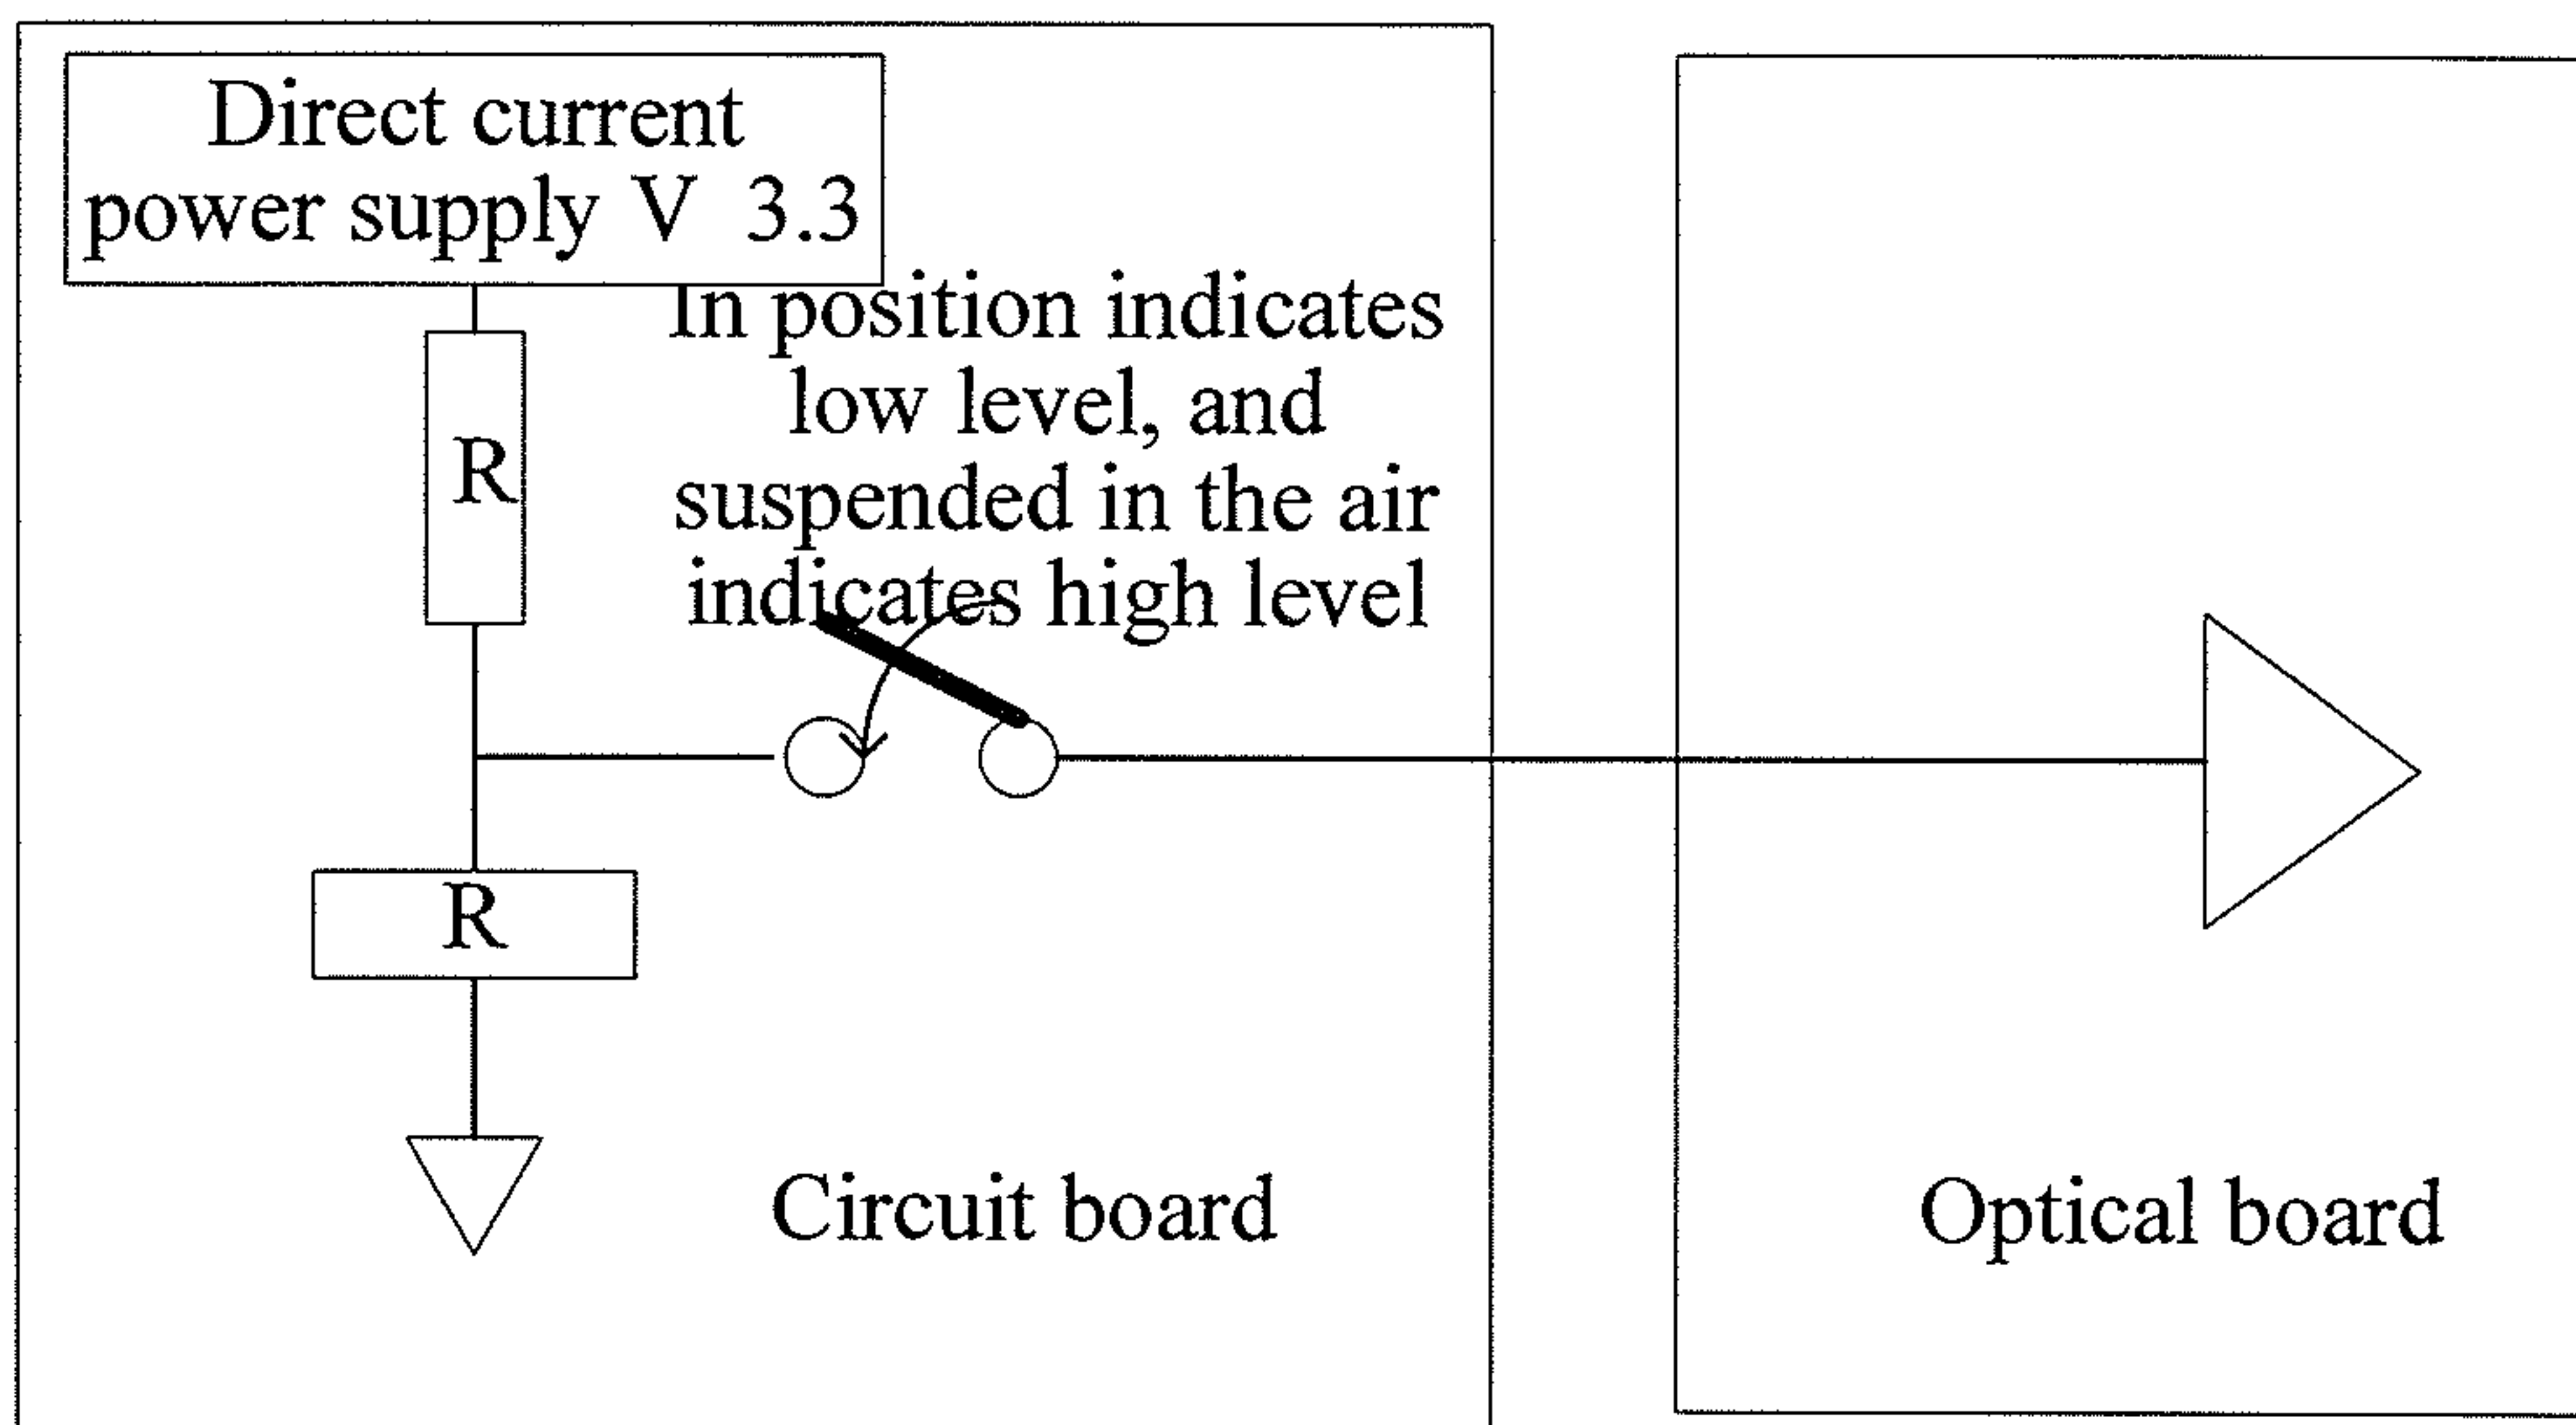 Direct current
power supply V 3.3
In position indicates
low level, and
suspended in the air
indicates high level
R
R
Circuit board
Optical board